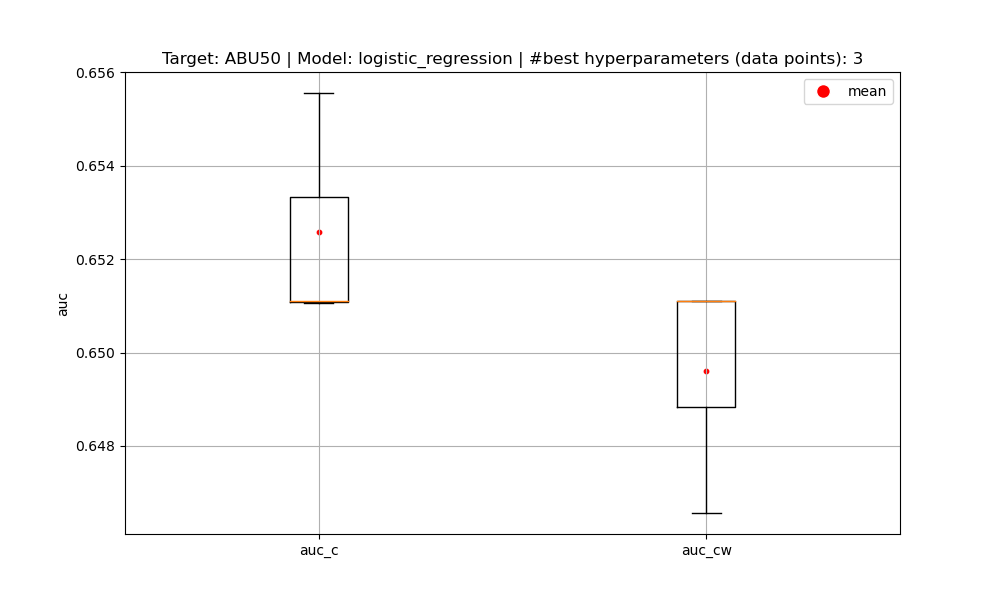 Target: ABU50 | Model: logistic_regression | #best hyperparameters (data points): 3
0.656
mean
0.654
0.652
auc
0.650
0.648
auc_c
auc_cw